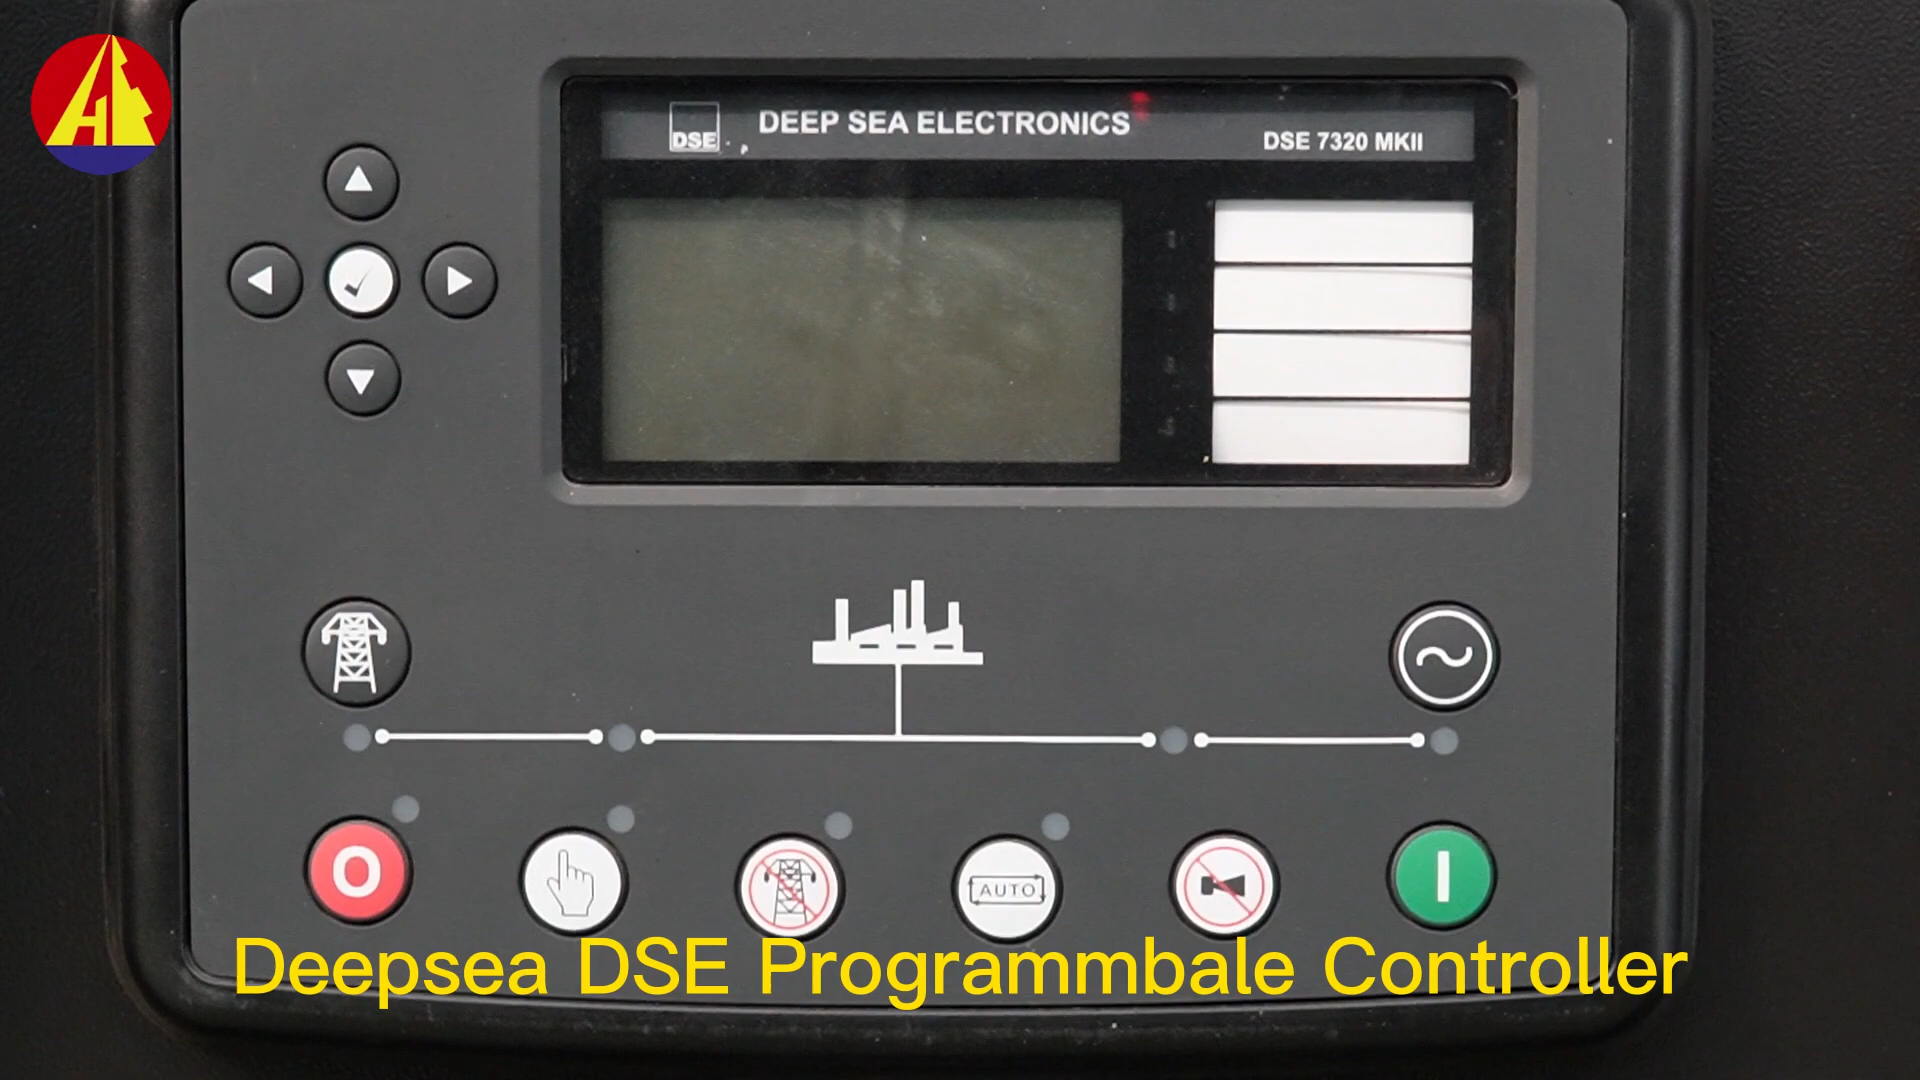 DEEP SEA ELECTRONICS
DSE
DSE 7320 MKII
O
AUTO
I
Deepsea DSE Programmbale Controller